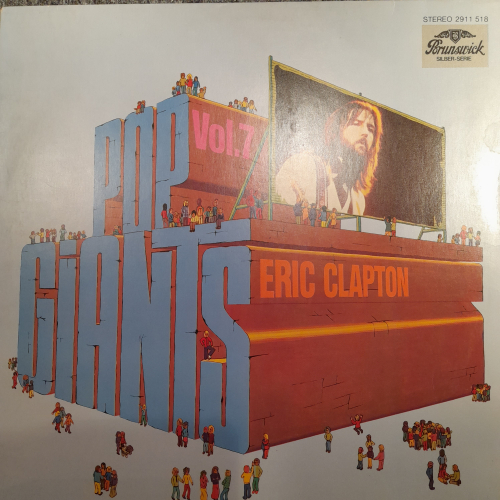 STEREO 2911 518
Brunswick
SILBER-SERIE
POP
Vol.7
GiANTS
ERIC CLAPTON